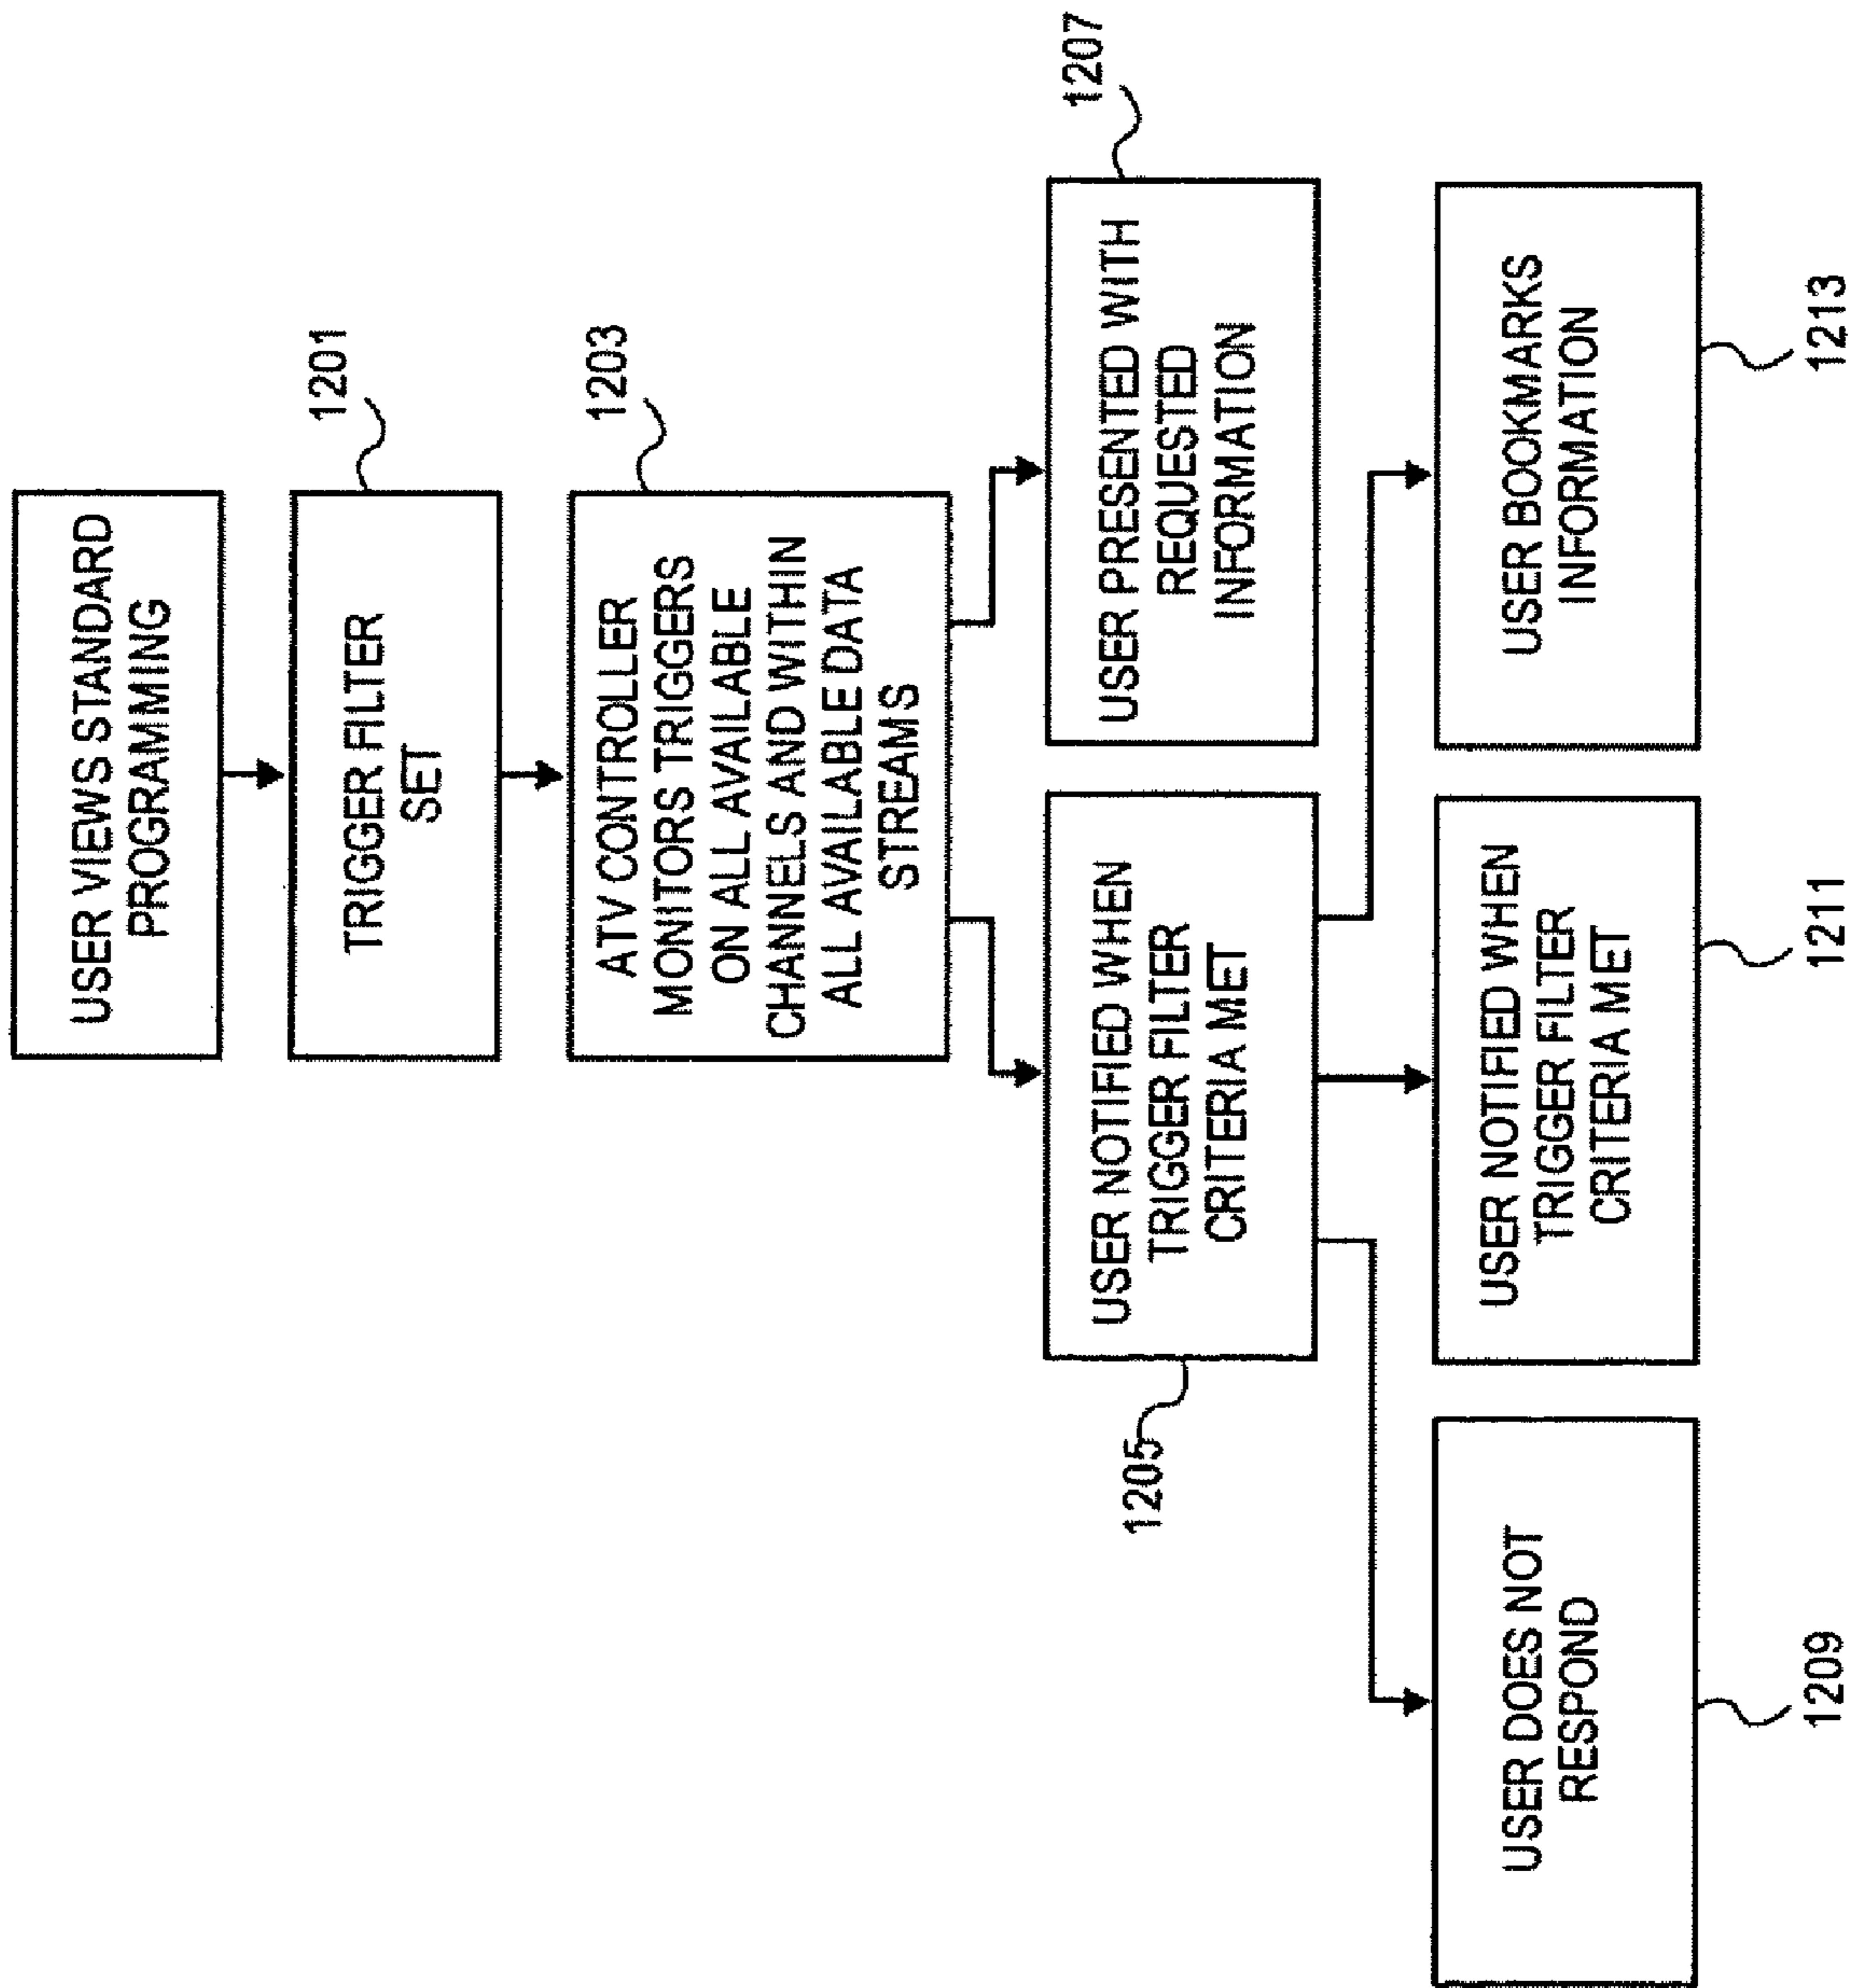 USER VIEWS STANDARD
PROGRAMMING
TRIGGER FILTER
SET
1201
ATV CONTROLLER
MONITORS TRIGGERS
ON ALL AVAILABLE
CHANNELS AND WITHIN
ALL AVAILABLE DATA
STREAMS
1203
USER NOTIFIED WHEN
TRIGGER FILTER
CRITERIA MET
1205
USER PRESENTED WITH
REQUESTED
INFORMATION
1207
USER DOES NOT
RESPOND
1209
USER NOTIFIED WHEN
TRIGGER FILTER
CRITERIA MET
1211
USER BOOKMARKS
INFORMATION
1213